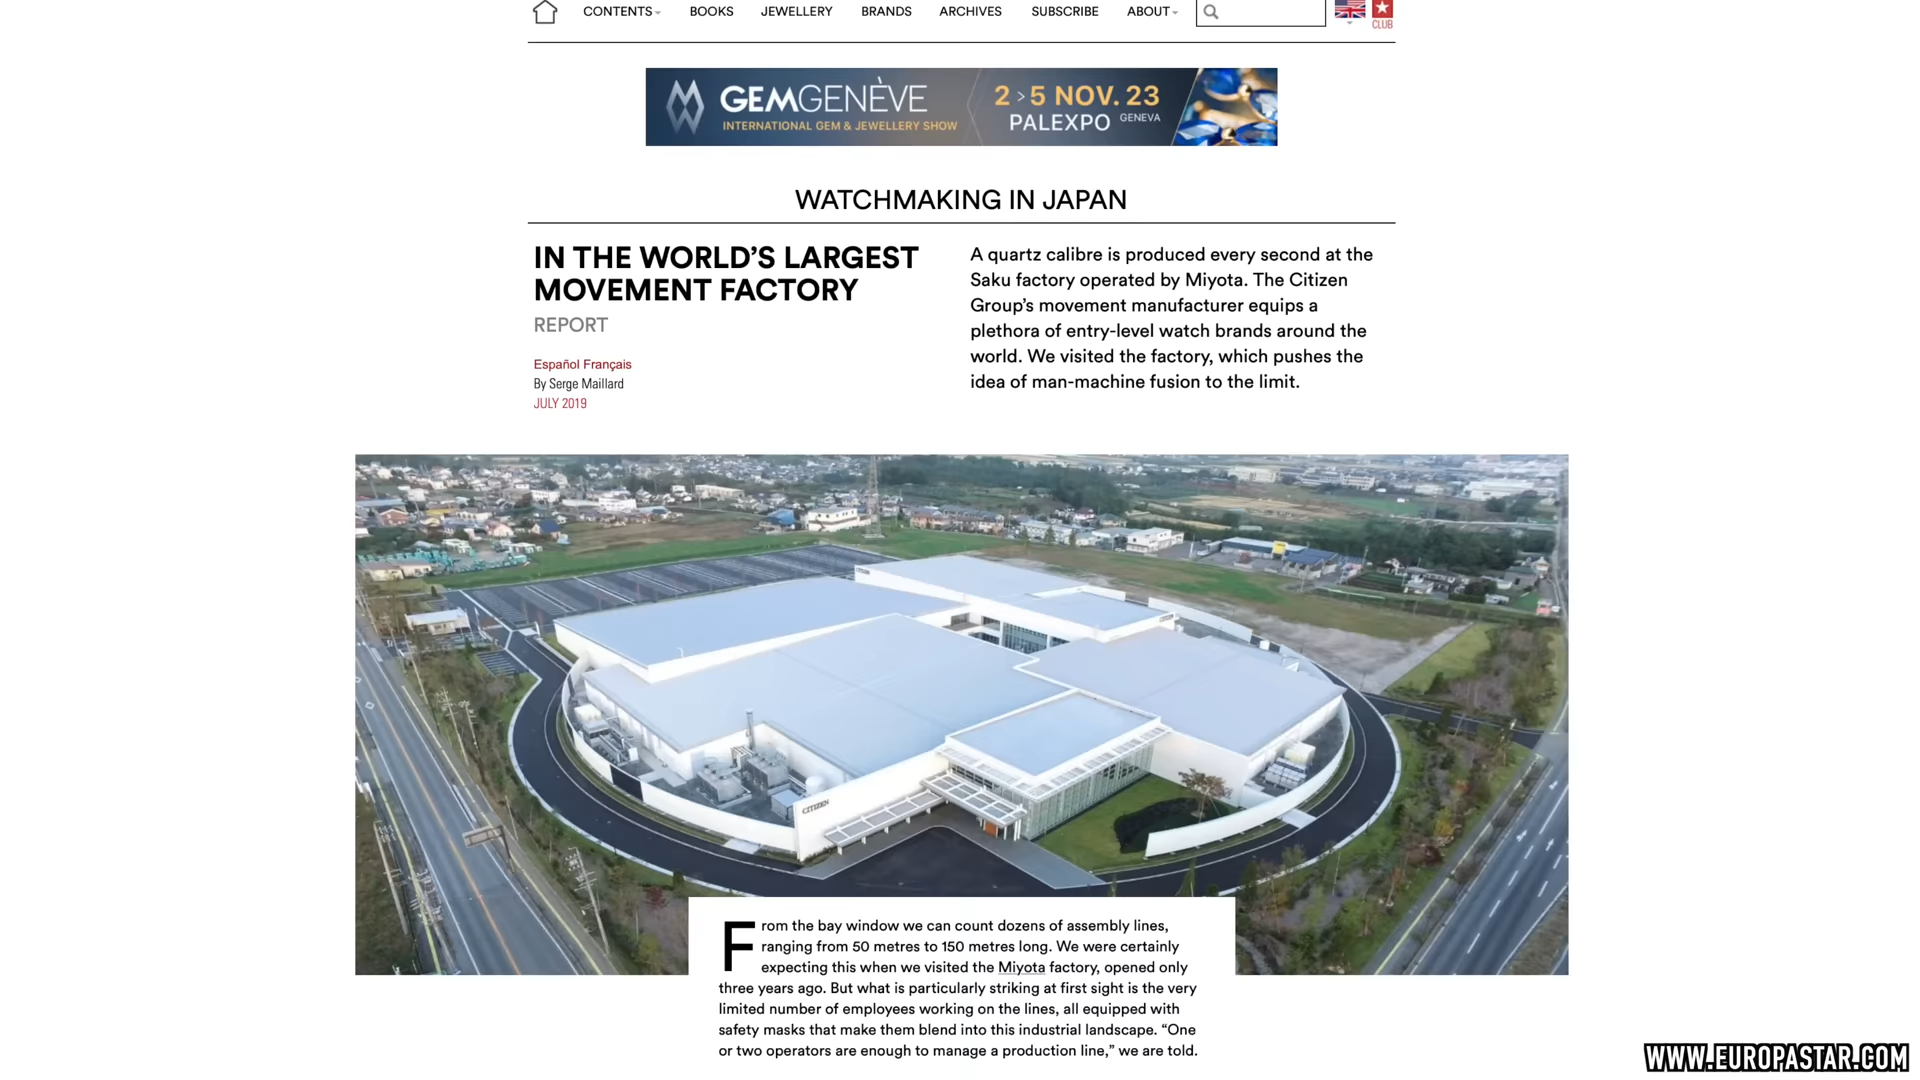 CONTENTS
BOOKS
JEWELLERY
BRANDS
ARCHIVES
SUBSCRIBE
ABOUT
CLUB
GEMGENÈVE
INTERNATIONAL GEM & JEWELLERY SHOW
2 > 5 NOV. 23
PALEXPO GENEVA
WATCHMAKING IN JAPAN
IN THE WORLD’S LARGEST
MOVEMENT FACTORY
REPORT
Español Français
By Serge Maillard
JULY 2019
A quartz calibre is produced every second at the
Saku factory operated by Miyota. The Citizen
Group’s movement manufacturer equips a
plethora of entry-level watch brands around the
world. We visited the factory, which pushes the
idea of man-machine fusion to the limit.
CITIZEN
From the bay window we can count dozens of assembly lines,
ranging from 50 metres to 150 metres long. We were certainly
expecting this when we visited the Miyota factory, opened only
three years ago. But what is particularly striking at first sight is the very
limited number of employees working on the lines, all equipped with
safety masks that make them blend into this industrial landscape. “One
or two operators are enough to manage a production line,” we are told.
WWW.EUROPASTAR.COM